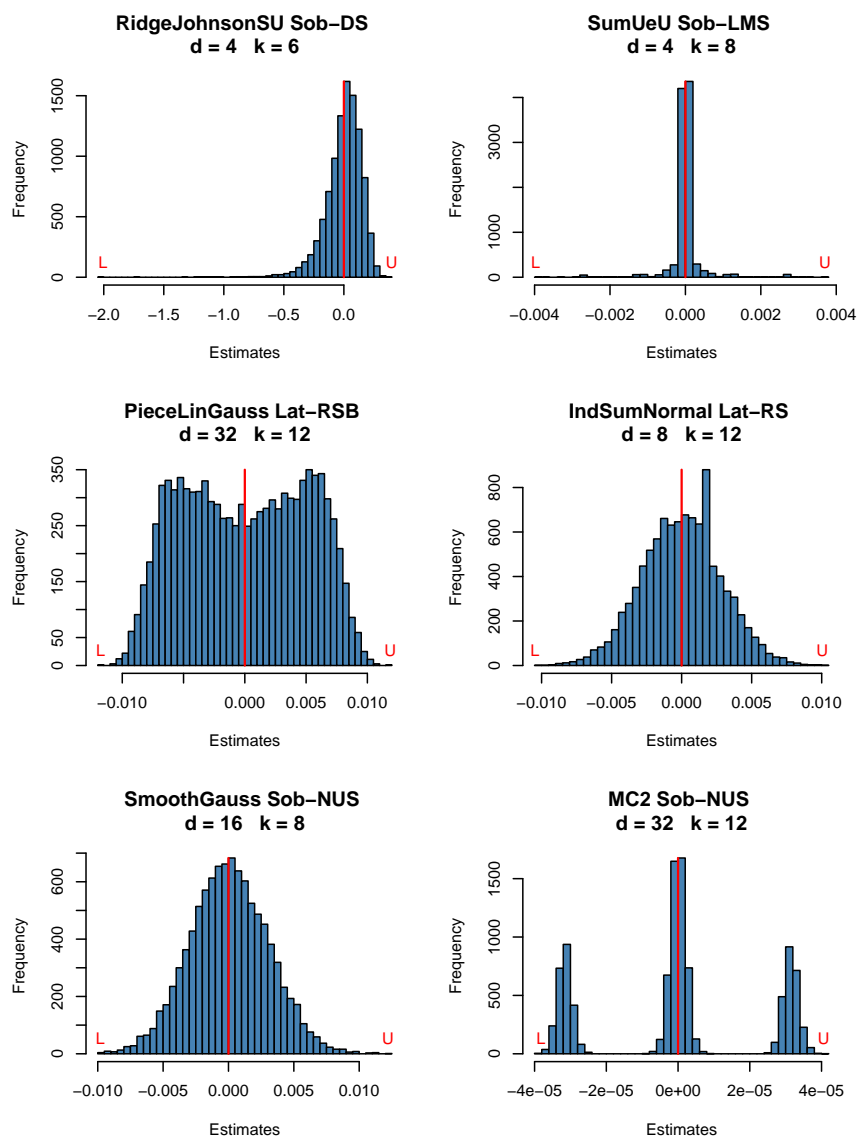 RidgeJohnsonSU Sob−DS
d = 4 k = 6
Frequency
0 500 1000 1500
L
U
−2.0 −1.5 −1.0 −0.5 0.0
Estimates
SumUeU Sob−LMS
d = 4 k = 8
Frequency
0 1000 3000
L
U
−0.004 −0.002 0.000 0.002 0.004
Estimates
PieceLinGauss Lat−RSB
d = 32 k = 12
Frequency
0 50 150 250 350
L
U
−0.010 0.000 0.005 0.010
Estimates
IndSumNormal Lat−RS
d = 8 k = 12
Frequency
0 200 400 600 800
L
U
−0.010 −0.005 0.000 0.005 0.010
Estimates
SmoothGauss Sob−NUS
d = 16 k = 8
Frequency
0 200 400 600
L
U
−0.010 −0.005 0.000 0.005 0.010
Estimates
MC2 Sob−NUS
d = 32 k = 12
Frequency
0 500 1000 1500
L
U
−4e−05 −2e−05 0e+00 2e−05 4e−05
Estimates